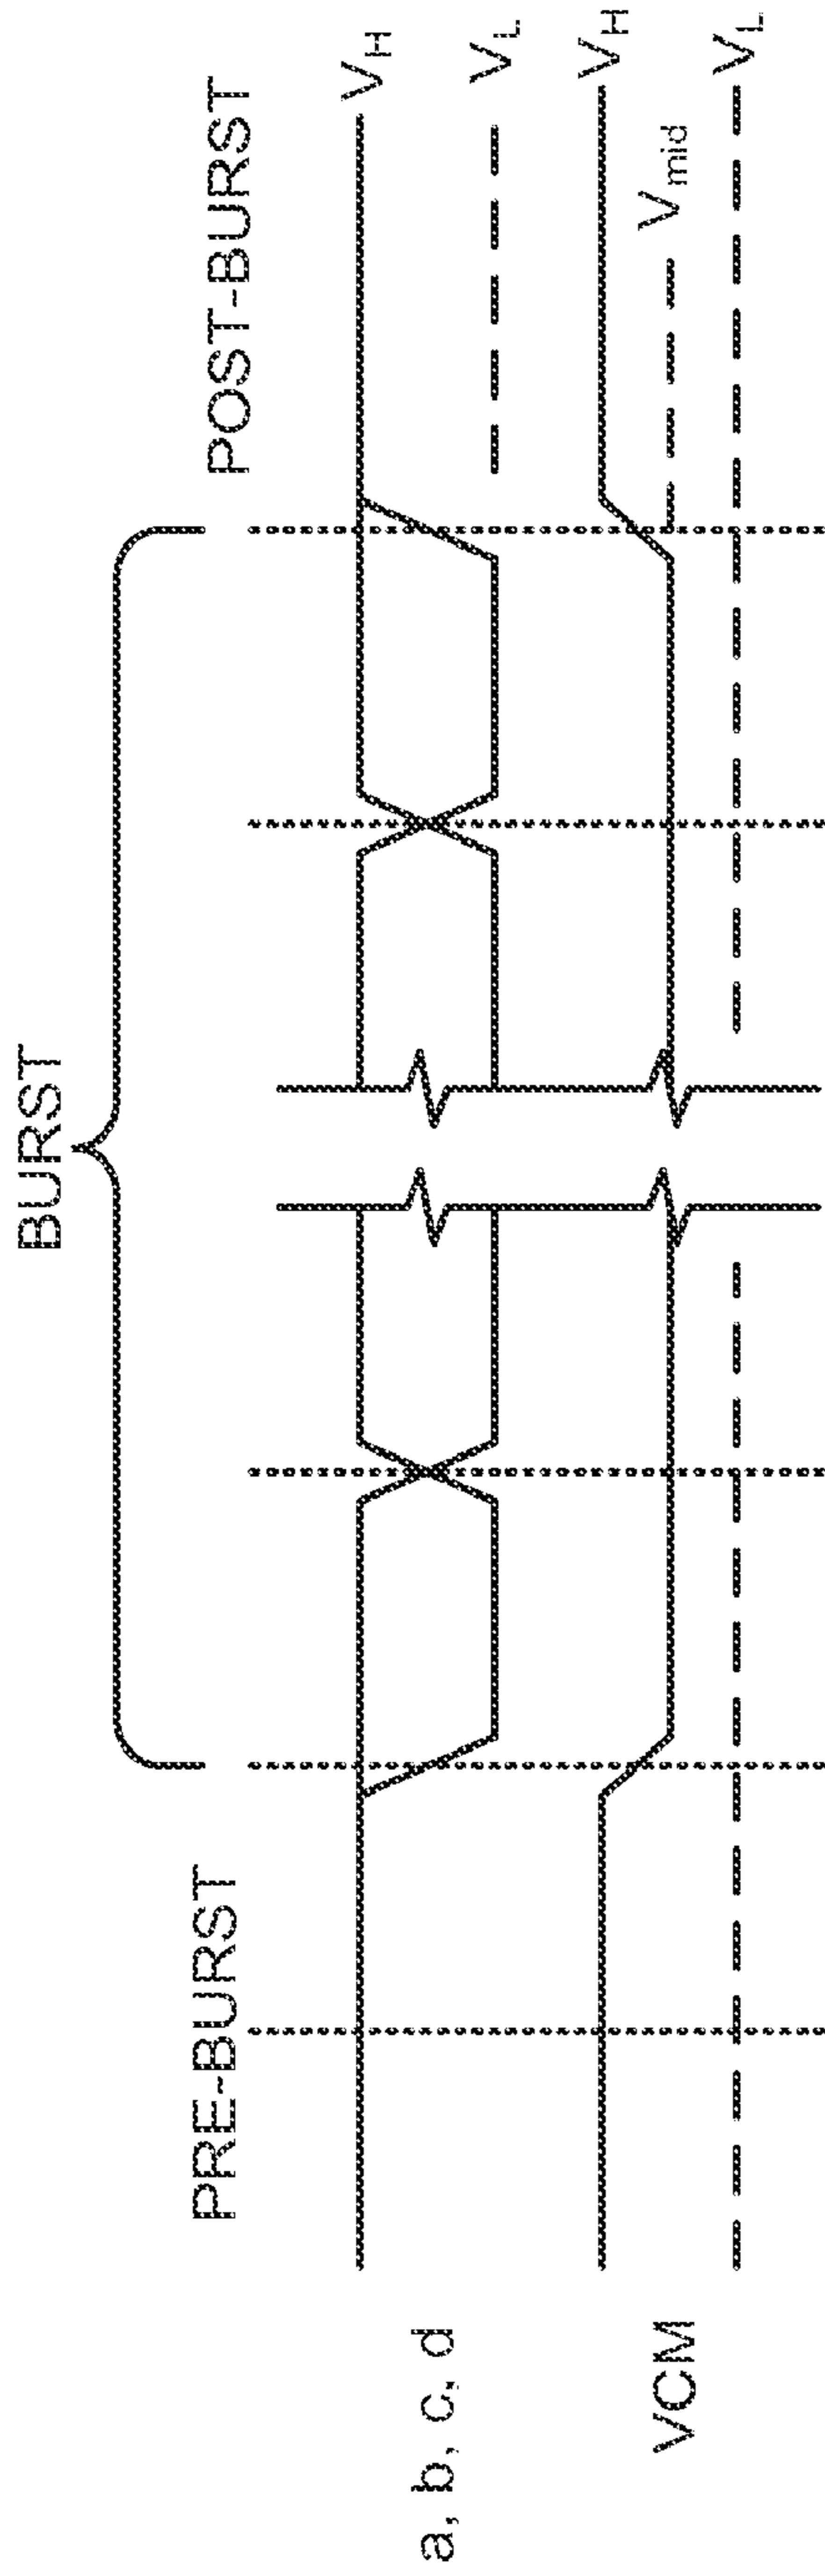 BURST
PRE-BURST
POST-BURST
a, b, c, d
VH
VL
VCM
VH
Vmid
VL